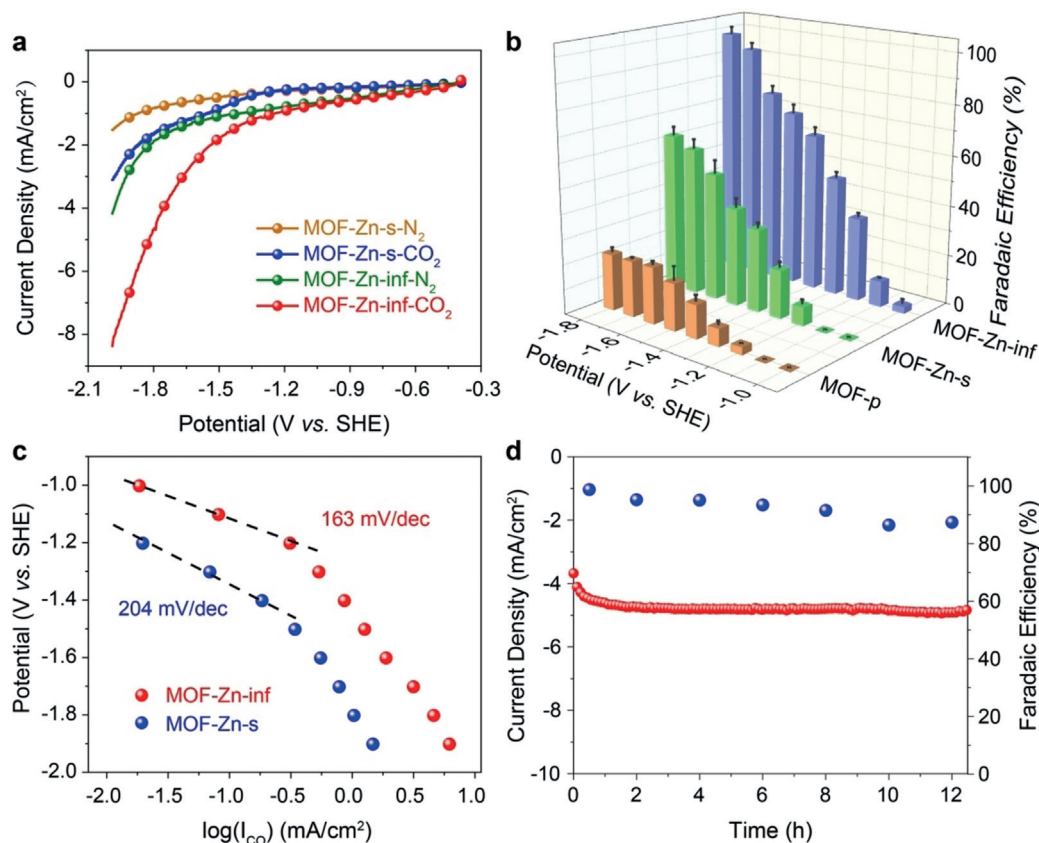 a
Current Density (mA/cm²)
0
-2
-4
-6
-8
MOF-Zn-s-N₂
MOF-Zn-s-CO₂
MOF-Zn-inf-N₂
MOF-Zn-inf-CO₂
-2.1 -1.8 -1.5 -1.2 -0.9 -0.6 -0.3
Potential (V vs. SHE)
b
100
80
60
40
20
0
Faradaic Efficiency (%)
MOF-Zn-inf
MOF-Zn-s
MOF-p
-1.8 -1.6 -1.4 -1.2 -1.0
Potential (V vs. SHE)
c
Potential (V vs. SHE)
-1.0
-1.2
-1.4
-1.6
-1.8
-2.0
163 mV/dec
204 mV/dec
MOF-Zn-inf
MOF-Zn-s
-2.0 -1.5 -1.0 -0.5 0.0 0.5 1.0
log(I_CO) (mA/cm²)
d
Current Density (mA/cm²)
0
-2
-4
-6
-8
-10
100
80
60
40
20
0
Faradaic Efficiency (%)
0 2 4 6 8 10 12
Time (h)